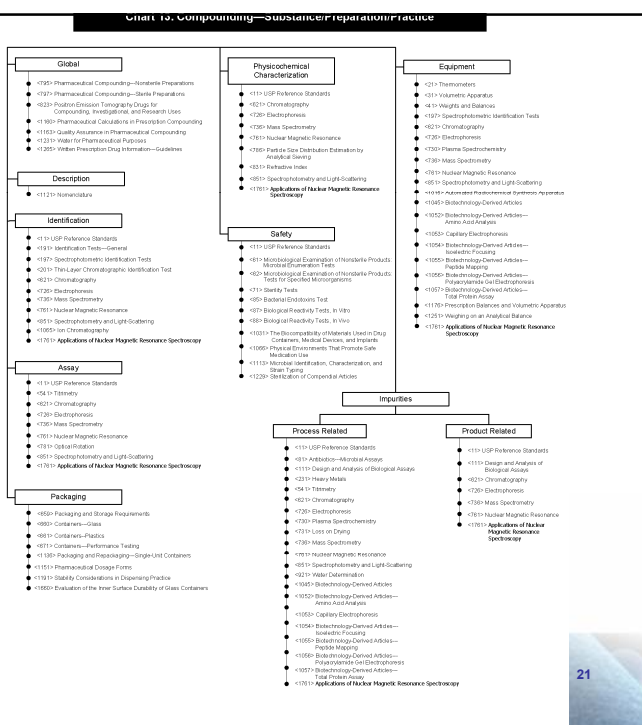 Chart 13. Compounding—Substance/Preparation/Practice
Global
<795> Pharmaceutical Compounding—Nonsterile Preparations
<797> Pharmaceutical Compounding—Sterile Preparations
<823> Positron Emission Tomography Drugs for
Compounding, Investigational, and Research Uses
<1160> Pharmaceutical Calculations in Prescription Compounding
<1163> Quality Assurance in Pharmaceutical Compounding
<1231> Water for Pharmaceutical Purposes
<1265> Written Prescription Drug Information—Guidelines
Description
<1121> Nomenclature
Identification
<11> USP Reference Standards
<191> Identification Tests—General
<197> Spectrophotometric Identification Tests
<201> Thin-Layer Chromatographic Identification Test
<621> Chromatography
<726> Electrophoresis
<736> Mass Spectrometry
<761> Nuclear Magnetic Resonance
<851> Spectrophotometry and Light-Scattering
<1065> Ion Chromatography
<1761> Applications of Nuclear Magnetic Resonance Spectroscopy
Assay
<11> USP Reference Standards
<541> Titrimetry
<621> Chromatography
<726> Electrophoresis
<736> Mass Spectrometry
<761> Nuclear Magnetic Resonance
<781> Optical Rotation
<851> Spectrophotometry and Light-Scattering
<1761> Applications of Nuclear Magnetic Resonance Spectroscopy
Packaging
<659> Packaging and Storage Requirements
<660> Containers—Glass
<661> Containers—Plastics
<671> Containers—Performance Testing
<1136> Packaging and Repackaging—Single-Unit Containers
<1151> Pharmaceutical Dosage Forms
<1191> Stability Considerations in Dispensing Practice
<1660> Evaluation of the Inner Surface Durability of Glass Containers
Physicochemical
Characterization
<11> USP Reference Standards
<621> Chromatography
<726> Electrophoresis
<736> Mass Spectrometry
<761> Nuclear Magnetic Resonance
<786> Particle Size Distribution Estimation by
Analytical Sieving
<831> Refractive Index
<851> Spectrophotometry and Light-Scattering
<1761> Applications of Nuclear Magnetic Resonance
Spectroscopy
Safety
<11> USP Reference Standards
<61> Microbiological Examination of Nonsterile Products:
Microbial Enumeration Tests
<62> Microbiological Examination of Nonsterile Products:
Tests for Specified Microorganisms
<71> Sterility Tests
<85> Bacterial Endotoxins Test
<87> Biological Reactivity Tests, In Vitro
<88> Biological Reactivity Tests, In Vivo
<1031> The Biocompatibility of Materials Used in Drug
Containers, Medical Devices, and Implants
<1066> Physical Environments That Promote Safe
Medication Use
<1113> Microbial Identification, Characterization, and
Strain Typing
<1229> Sterilization of Compendial Articles
Equipment
<21> Thermometers
<31> Volumetric Apparatus
<41> Weights and Balances
<197> Spectrophotometric Identification Tests
<621> Chromatography
<726> Electrophoresis
<730> Plasma Spectrochemistry
<736> Mass Spectrometry
<761> Nuclear Magnetic Resonance
<851> Spectrophotometry and Light-Scattering
<1015> Automated Radiochemical Synthesis Apparatus
<1045> Biotechnology-Derived Articles
<1052> Biotechnology-Derived Articles—
Amino Acid Analysis
<1053> Capillary Electrophoresis
<1054> Biotechnology-Derived Articles—
Isoelectric Focusing
<1055> Biotechnology-Derived Articles—
Peptide Mapping
<1056> Biotechnology-Derived Articles—
Polyacrylamide Gel Electrophoresis
<1057> Biotechnology-Derived Articles—
Total Protein Assay
<1176> Prescription Balances and Volumetric Apparatus
<1251> Weighing on an Analytical Balance
<1761> Applications of Nuclear Magnetic Resonance
Spectroscopy
Impurities
Process Related
<11> USP Reference Standards
<81> Antibiotics—Microbial Assays
<111> Design and Analysis of Biological Assays
<231> Heavy Metals
<541> Titrimetry
<621> Chromatography
<726> Electrophoresis
<730> Plasma Spectrochemistry
<731> Loss on Drying
<736> Mass Spectrometry
<761> Nuclear Magnetic Resonance
<851> Spectrophotometry and Light-Scattering
<921> Water Determination
<1045> Biotechnology-Derived Articles
<1052> Biotechnology-Derived Articles—
Amino Acid Analysis
<1053> Capillary Electrophoresis
<1054> Biotechnology-Derived Articles—
Isoelectric Focusing
<1055> Biotechnology-Derived Articles—
Peptide Mapping
<1056> Biotechnology-Derived Articles—
Polyacrylamide Gel Electrophoresis
<1057> Biotechnology-Derived Articles—
Total Protein Assay
<1761> Applications of Nuclear Magnetic Resonance Spectroscopy
Product Related
<11> USP Reference Standards
<111> Design and Analysis of
Biological Assays
<621> Chromatography
<726> Electrophoresis
<736> Mass Spectrometry
<761> Nuclear Magnetic Resonance
<1761> Applications of Nuclear
Magnetic Resonance
Spectroscopy
21